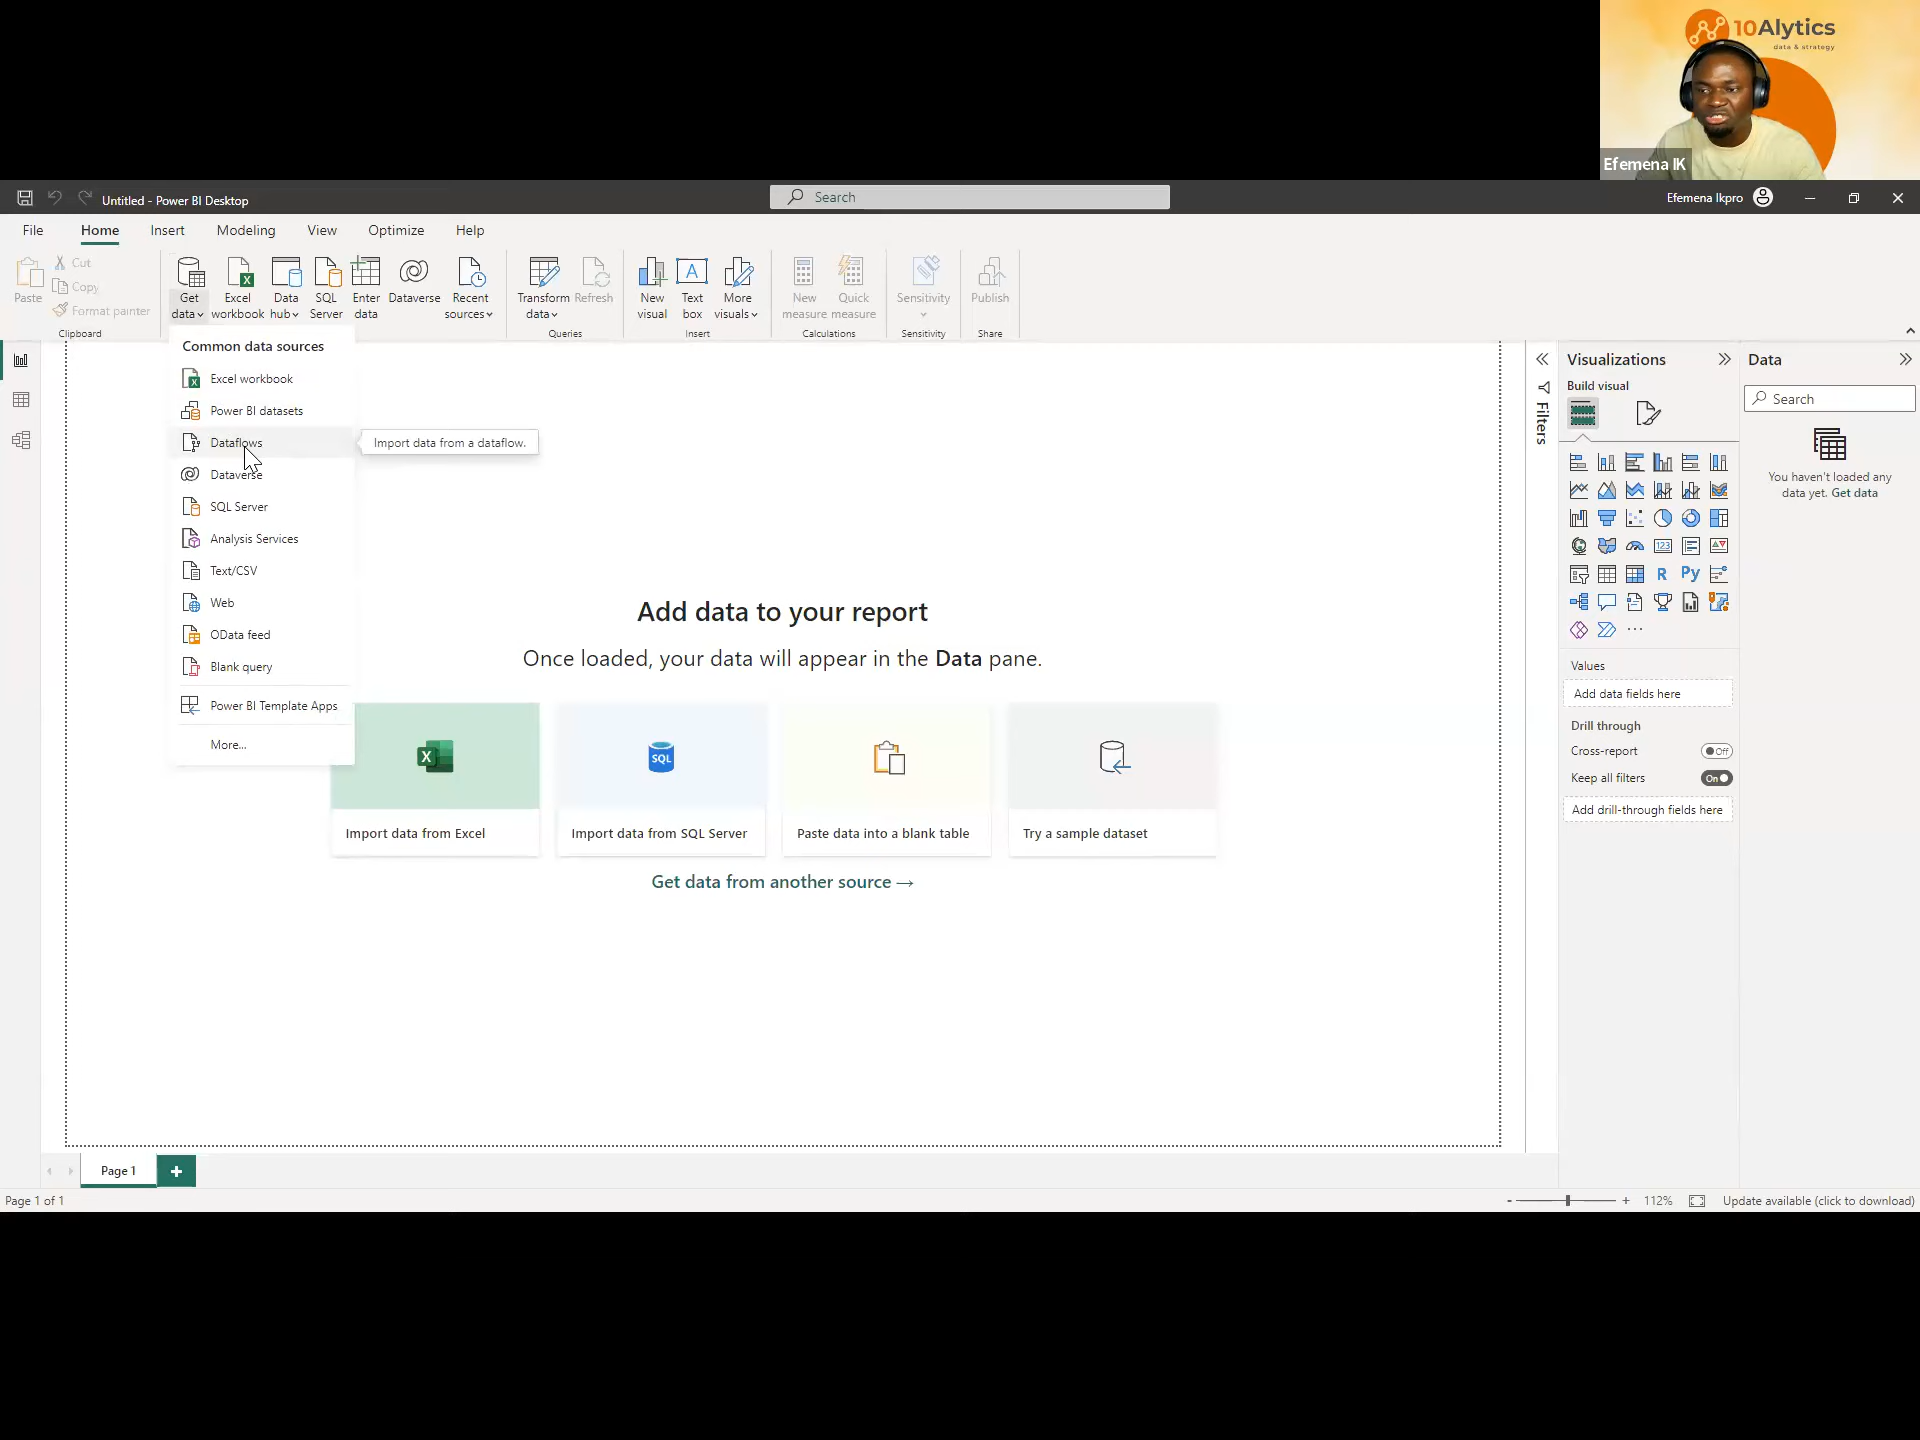 10Alytics
data & strategy
Efemena IK
Untitled - Power BI Desktop
Search
Efemena Ikpro
File
Home
Insert
Modeling
View
Optimize
Help
Paste
Cut
Copy
Format painter
Clipboard
Get data
Excel workbook
Data hub
SQL Server
Enter data
Dataverse
Recent sources
Transform data
Refresh
Queries
New visual
Text box
More visuals
Insert
New measure
Quick measure
Calculations
Sensitivity
Sensitivity
Publish
Share
Common data sources
Excel workbook
Power BI datasets
Dataflows
Import data from a dataflow.
Dataverse
SQL Server
Analysis Services
Text/CSV
Web
OData feed
Blank query
Power BI Template Apps
More...
Add data to your report
Once loaded, your data will appear in the Data pane.
SQL
Import data from Excel
Import data from SQL Server
Paste data into a blank table
Try a sample dataset
Get data from another source →
Filters
Visualizations
Build visual
123
R
Py
...
Values
Add data fields here
Drill through
Cross-report
Off
Keep all filters
On
Add drill-through fields here
Data
Search
You haven't loaded any
data yet. Get data
Page 1
+
Page 1 of 1
- + 112%
Update available (click to download)